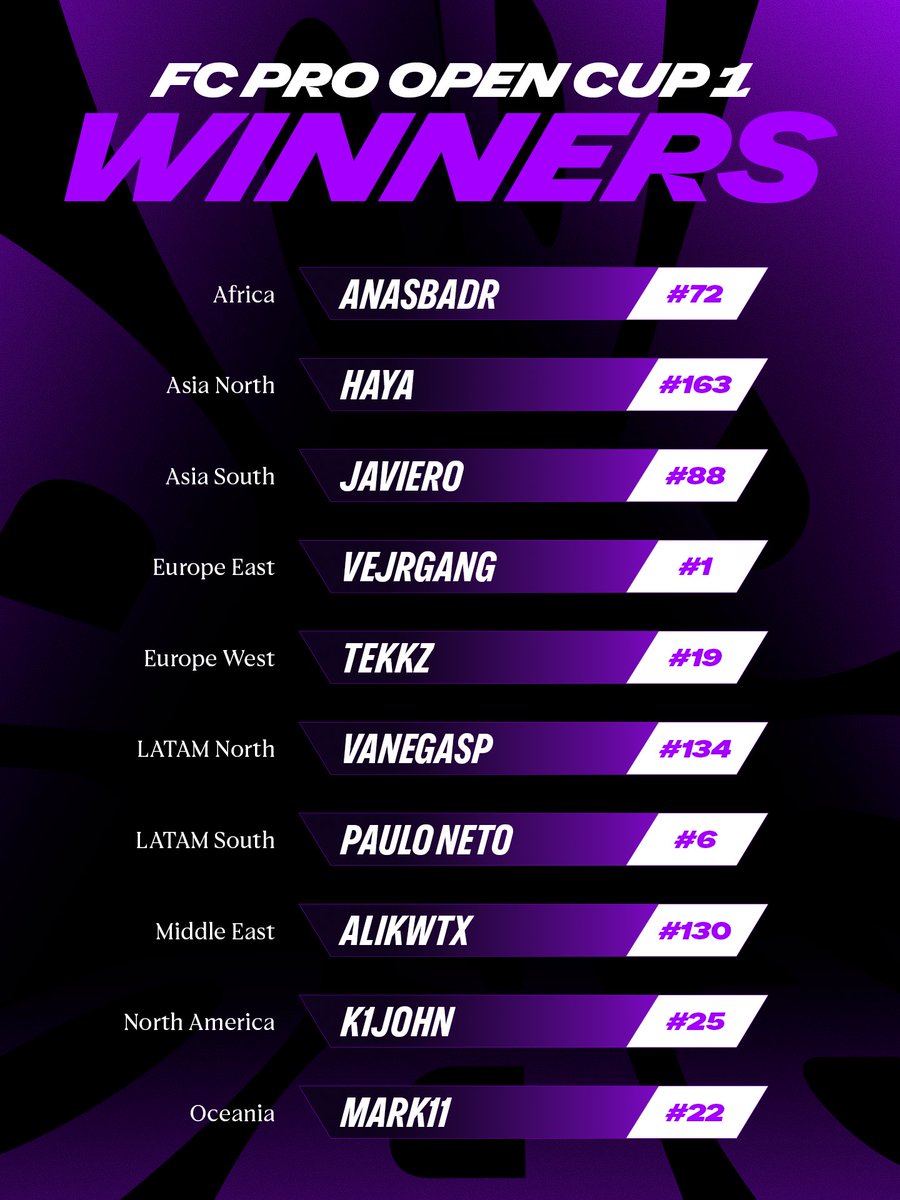 FC PRO OPEN CUP 1
WINNERS
Africa ANASBADR #72
Asia North HAYA #163
Asia South JAVIERO #88
Europe East VEJRGANG #1
Europe West TEKKZ #19
LATAM North VANEGASP #134
LATAM South PAULO NETO #6
Middle East ALIKWTX #130
North America K1JOHN #25
Oceania MARK11 #22